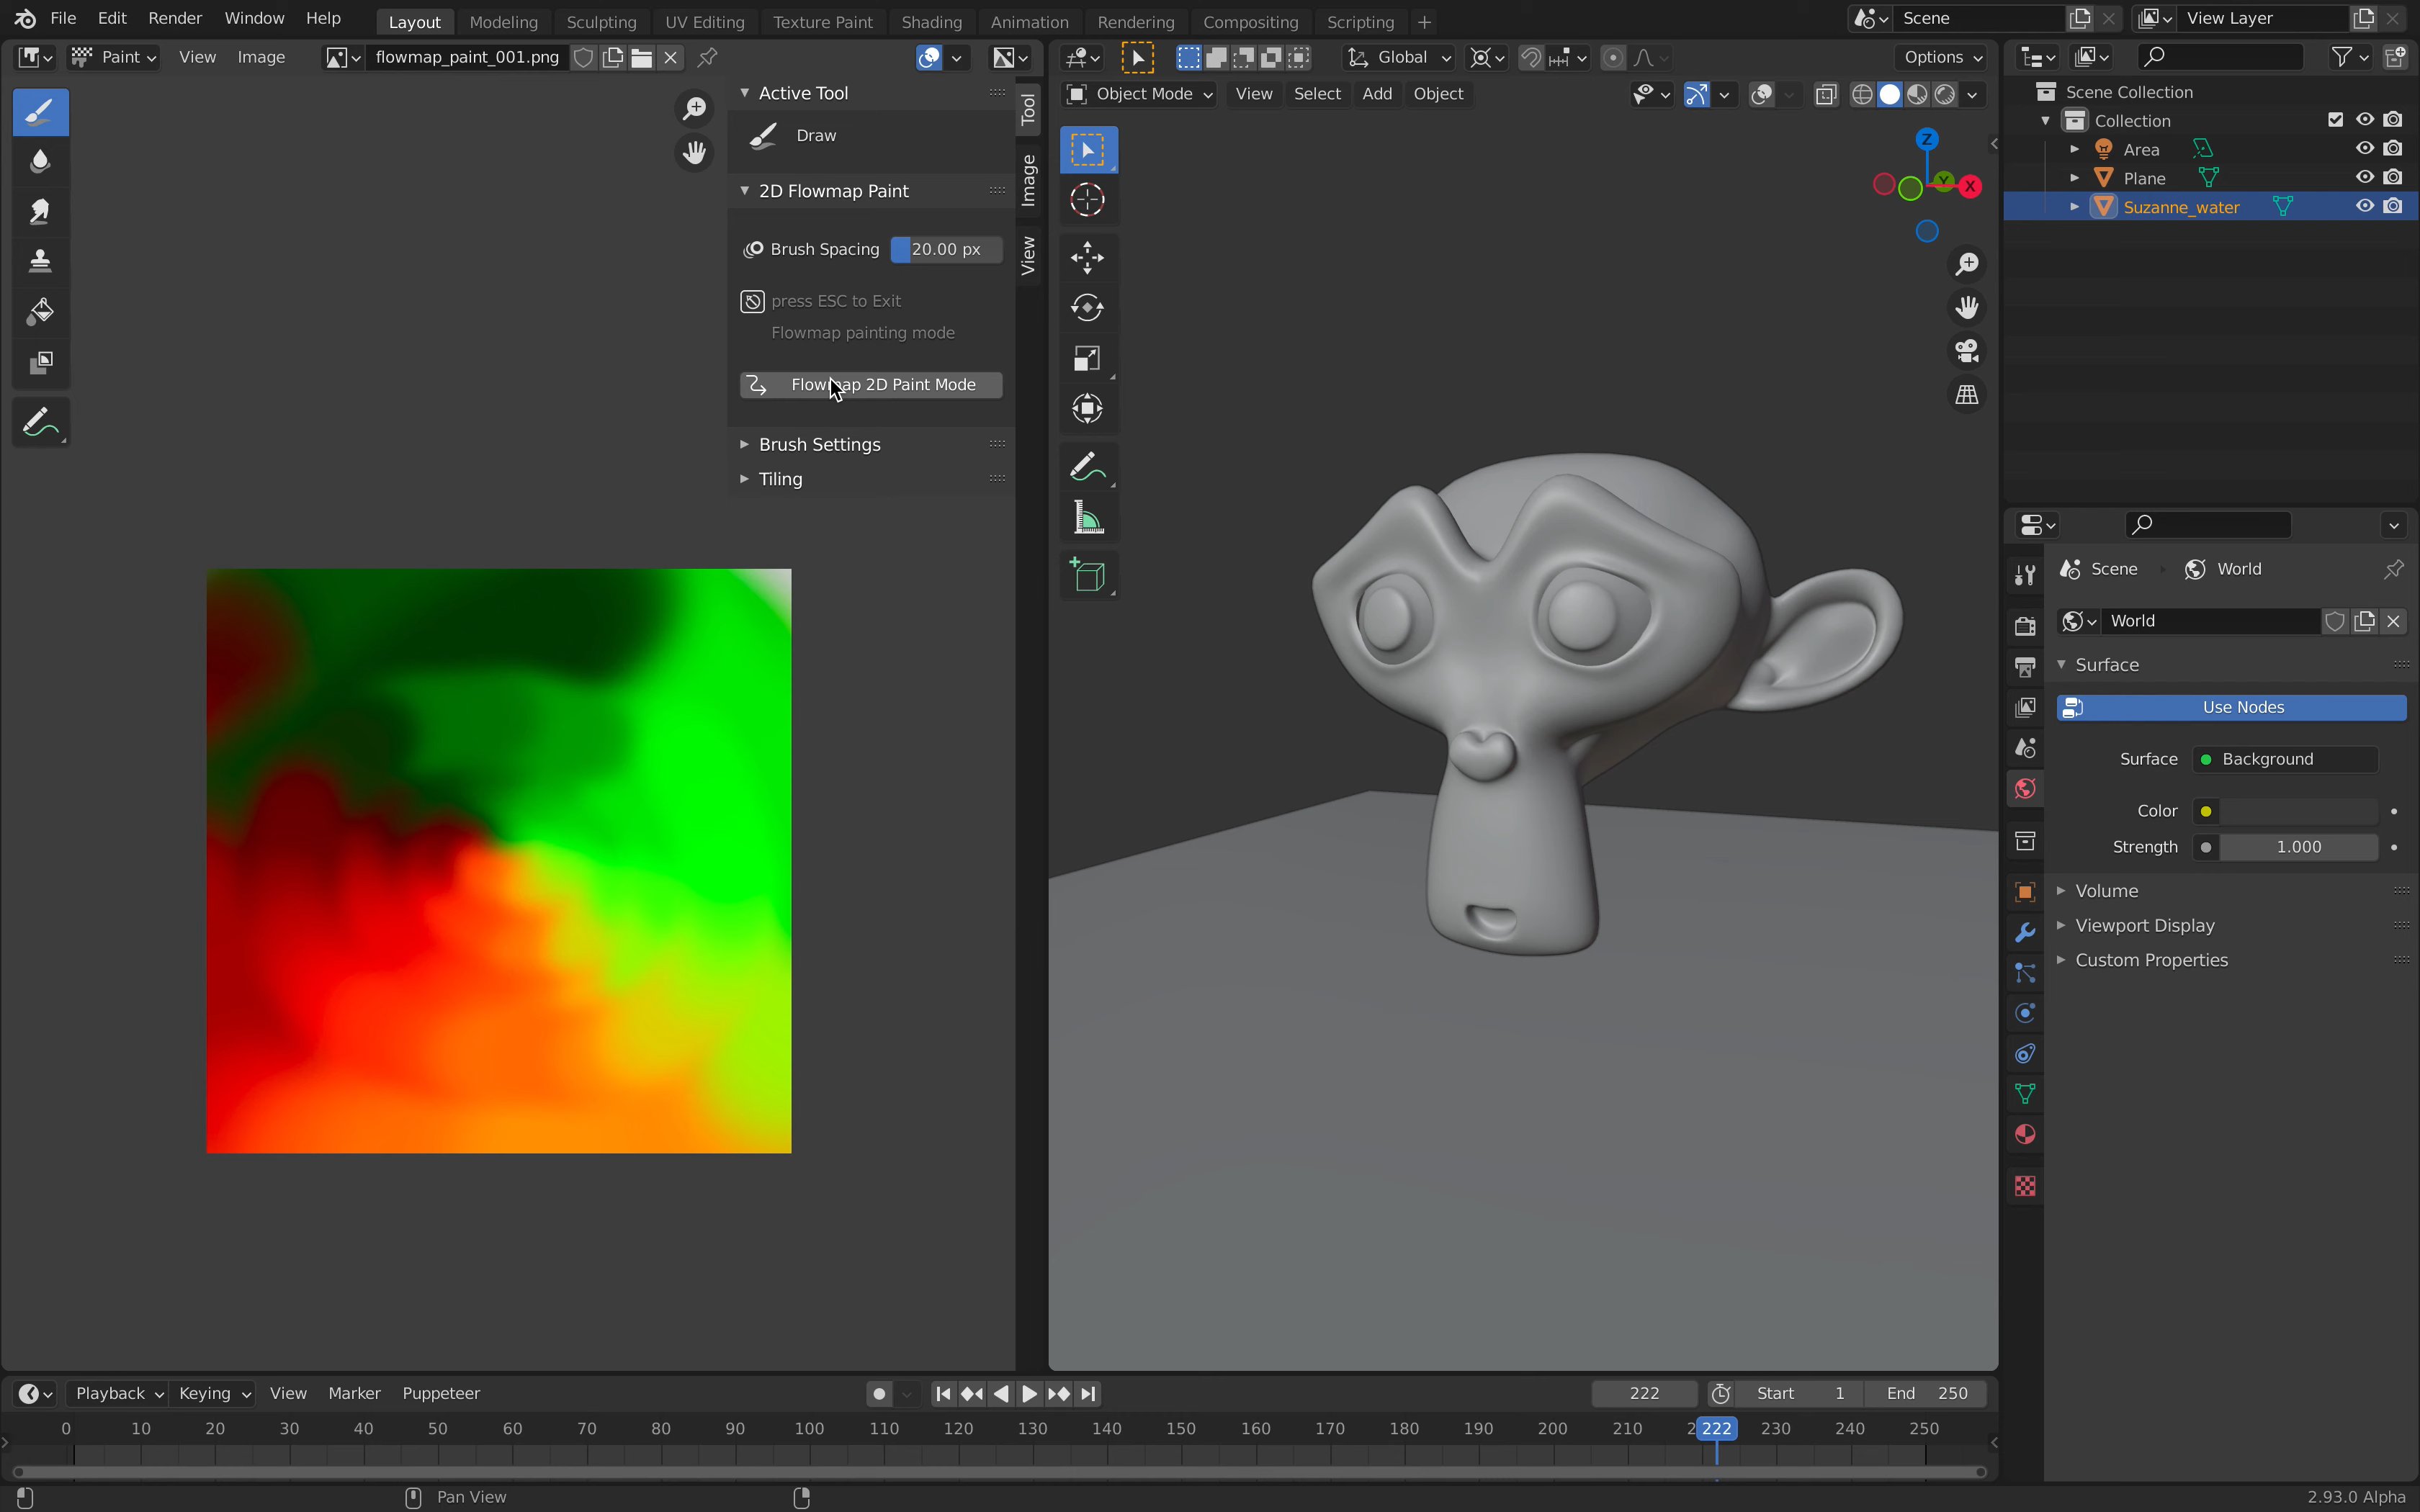 File Edit Render Window Help Layout Modeling Sculpting UV Editing Texture Paint Shading Animation Rendering Compositing Scripting + Scene View Layer
Paint View Image flowmap_paint_001.png Global Options
Object Mode View Select Add Object
Active Tool
Draw
2D Flowmap Paint
Brush Spacing 20.00 px
press ESC to Exit
Flowmap painting mode
Flowmap 2D Paint Mode
Brush Settings
Tiling
Tool
Image
View
Z
Y
X
Scene Collection
Collection
Area
Plane
Suzanne_water
Scene World
World
Surface
Use Nodes
Surface Background
Color
Strength 1.000
Volume
Viewport Display
Custom Properties
Playback Keying View Marker Puppeteer 222 Start 1 End 250
0 10 20 30 40 50 60 70 80 90 100 110 120 130 140 150 160 170 180 190 200 210 222 230 240 250
Pan View 2.93.0 Alpha